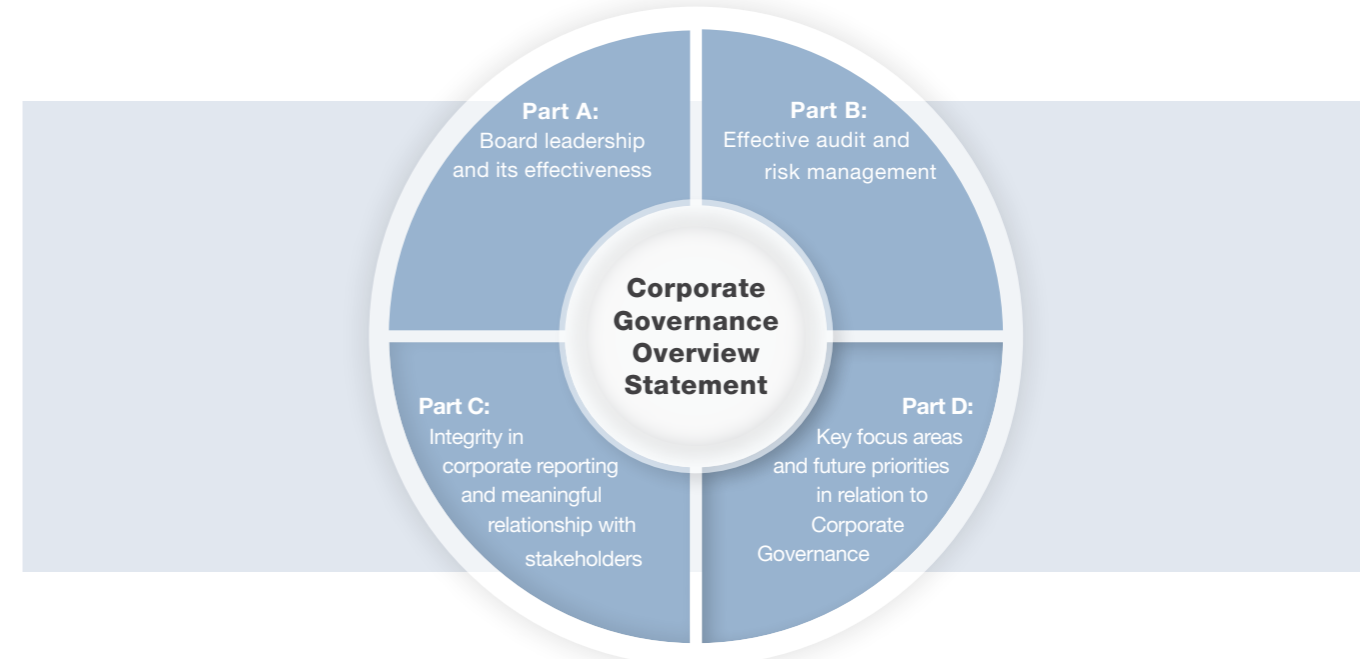 Part A:
Board leadership
and its effectiveness
Part B:
Effective audit and
risk management
Corporate
Governance
Overview
Statement
Part C:
Integrity in
corporate reporting
and meaningful
relationship with
stakeholders
Part D:
Key focus areas
and future priorities
in relation to
Corporate
Governance